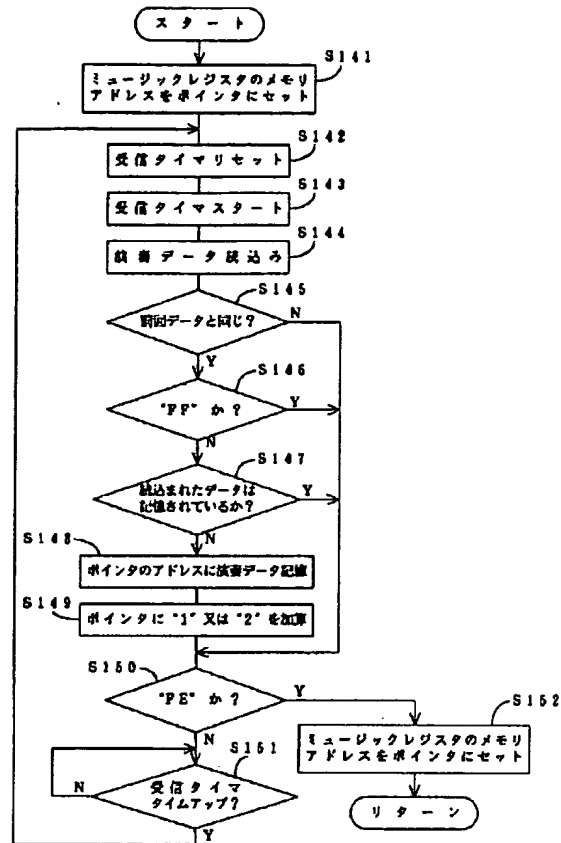 スタート
S141
ミュージックレジスタのメモリ
アドレスをポインタにセット
S142
受信タイマリセット
S143
受信タイマスタート
S144
演奏データ読込み
S145
前回データと同じ?
N
Y
S146
"FF"か?
Y
N
S147
読込まれたデータは
記憶されているか?
Y
N
S148
ポインタのアドレスに演奏データ記憶
S149
ポインタに"1"又は"2"を加算
S150
"FE"か?
Y
N
S152
ミュージックレジスタのメモリ
アドレスをポインタにセット
S151
受信タイマ
タイムアップ?
N
Y
リターン